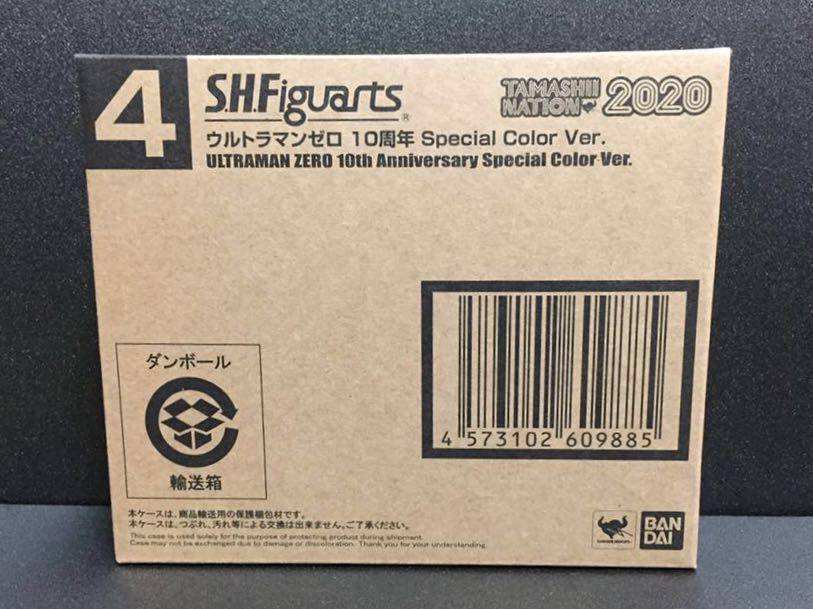 4
S.H.Figuarts®
TAMASHII
NATION 2020
ウルトラマンゼロ 10周年 Special Color Ver.
ULTRAMAN ZERO 10th Anniversary Special Color Ver.
ダンボール
輸送箱
4 573102 609885
本ケースは、商品輸送用の保護梱包材です。
本ケースは、つぶれ、汚れ等による交換は出来ません。ご了承ください。
This case is used solely for the purpose of protecting product during shipment.
Case may not be exchanged due to damage or discoloration. Thank you for your understanding.
BAN
DAI